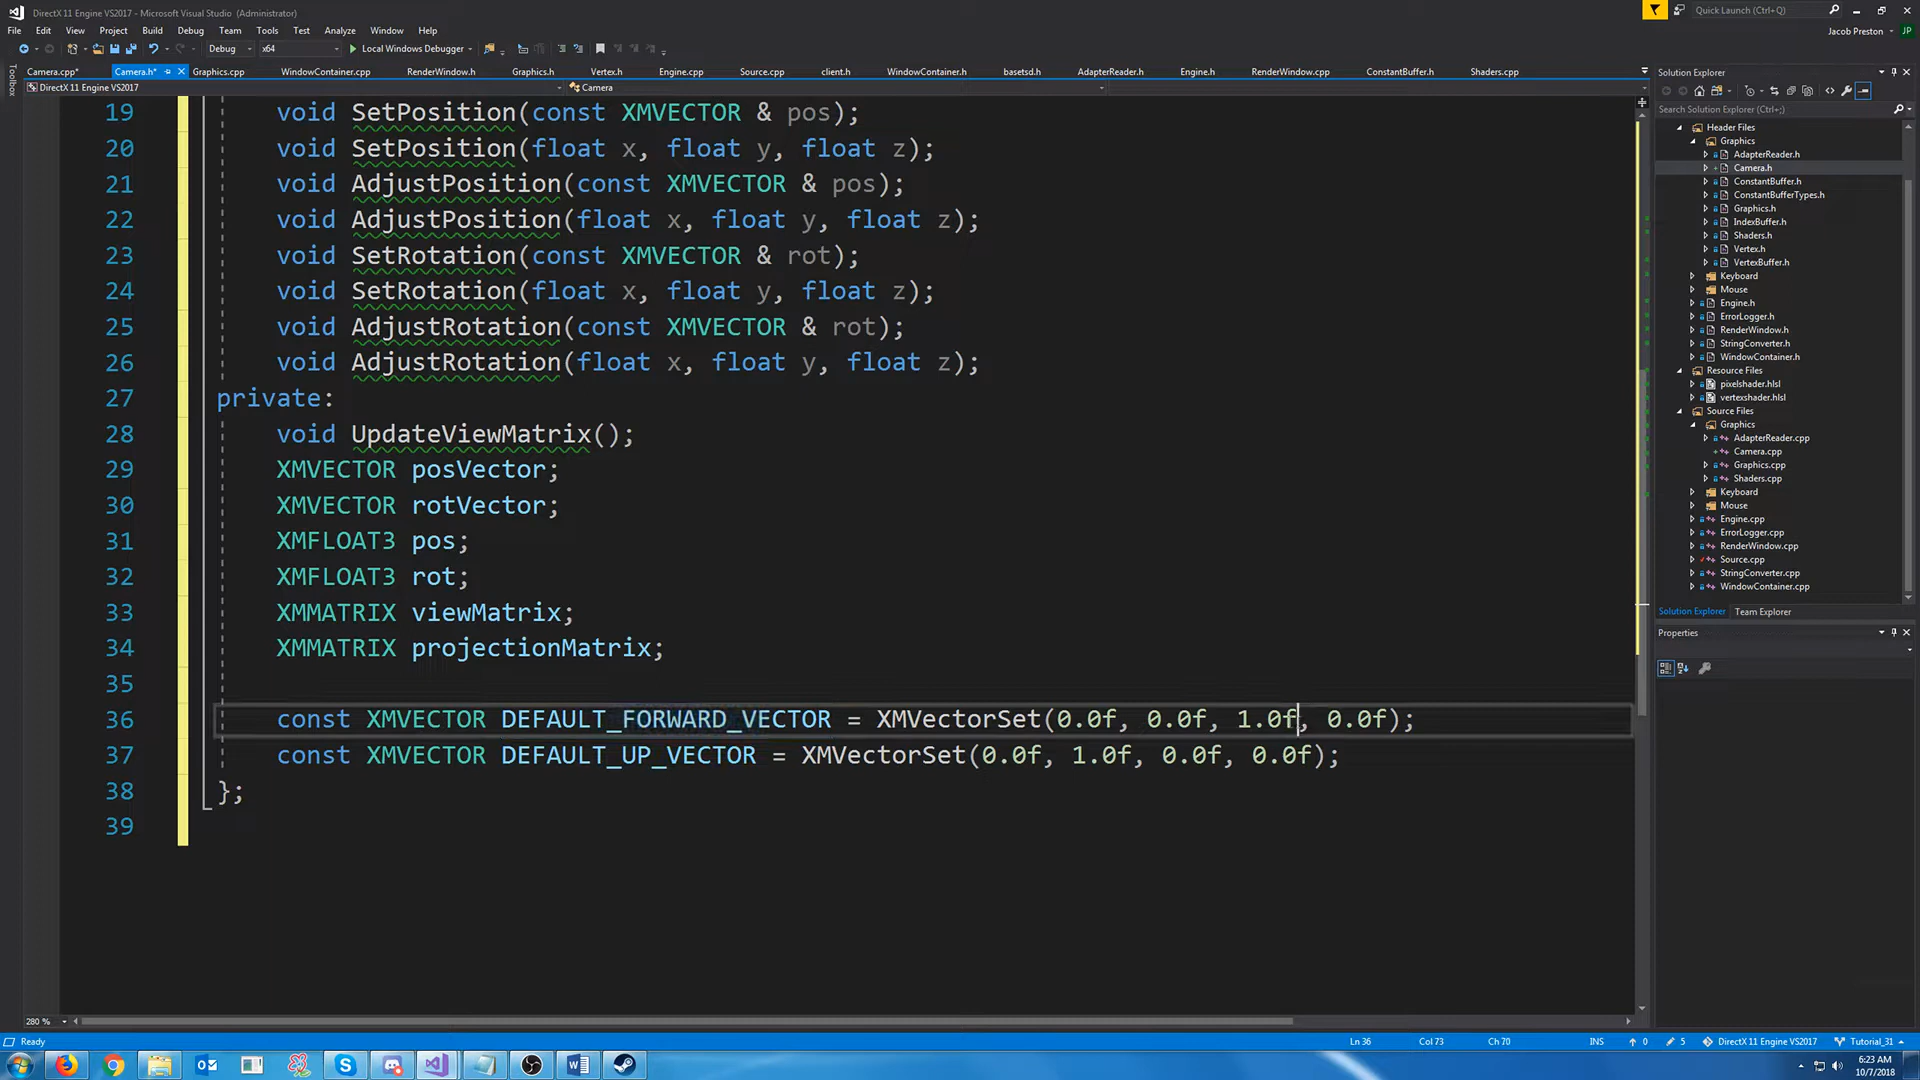 DirectX 11 Engine VS2017 - Microsoft Visual Studio (Administrator)
Quick Launch (Ctrl+Q)
File Edit View Project Build Debug Team Tools Test Analyze Window Help
Jacob Preston JP
Debug x64 Local Windows Debugger
Toolbox
Camera.cpp* Camera.h* Graphics.cpp WindowContainer.cpp RenderWindow.h Graphics.h Vertex.h Engine.cpp Source.cpp client.h WindowContainer.h basetsd.h AdapterReader.h Engine.h RenderWindow.cpp ConstantBuffer.h Shaders.cpp
DirectX 11 Engine VS2017 Camera
19 void SetPosition(const XMVECTOR & pos);
20 void SetPosition(float x, float y, float z);
21 void AdjustPosition(const XMVECTOR & pos);
22 void AdjustPosition(float x, float y, float z);
23 void SetRotation(const XMVECTOR & rot);
24 void SetRotation(float x, float y, float z);
25 void AdjustRotation(const XMVECTOR & rot);
26 void AdjustRotation(float x, float y, float z);
27 private:
28 void UpdateViewMatrix();
29 XMVECTOR posVector;
30 XMVECTOR rotVector;
31 XMFLOAT3 pos;
32 XMFLOAT3 rot;
33 XMMATRIX viewMatrix;
34 XMMATRIX projectionMatrix;
35
36 const XMVECTOR DEFAULT_FORWARD_VECTOR = XMVectorSet(0.0f, 0.0f, 1.0f, 0.0f);
37 const XMVECTOR DEFAULT_UP_VECTOR = XMVectorSet(0.0f, 1.0f, 0.0f, 0.0f);
38 };
39
280 %
Solution Explorer
Search Solution Explorer (Ctrl+;)
Header Files
Graphics
AdapterReader.h
Camera.h
ConstantBuffer.h
ConstantBufferTypes.h
Graphics.h
IndexBuffer.h
Shaders.h
Vertex.h
VertexBuffer.h
Keyboard
Mouse
Engine.h
ErrorLogger.h
RenderWindow.h
StringConverter.h
WindowContainer.h
Resource Files
pixelshader.hlsl
vertexshader.hlsl
Source Files
Graphics
AdapterReader.cpp
Camera.cpp
Graphics.cpp
Shaders.cpp
Keyboard
Mouse
Engine.cpp
ErrorLogger.cpp
RenderWindow.cpp
Source.cpp
StringConverter.cpp
WindowContainer.cpp
Solution Explorer Team Explorer
Properties
Ready Ln 36 Col 73 Ch 70 INS 0 5 DirectX 11 Engine VS2017 Tutorial_31
6:23 AM
10/7/2018